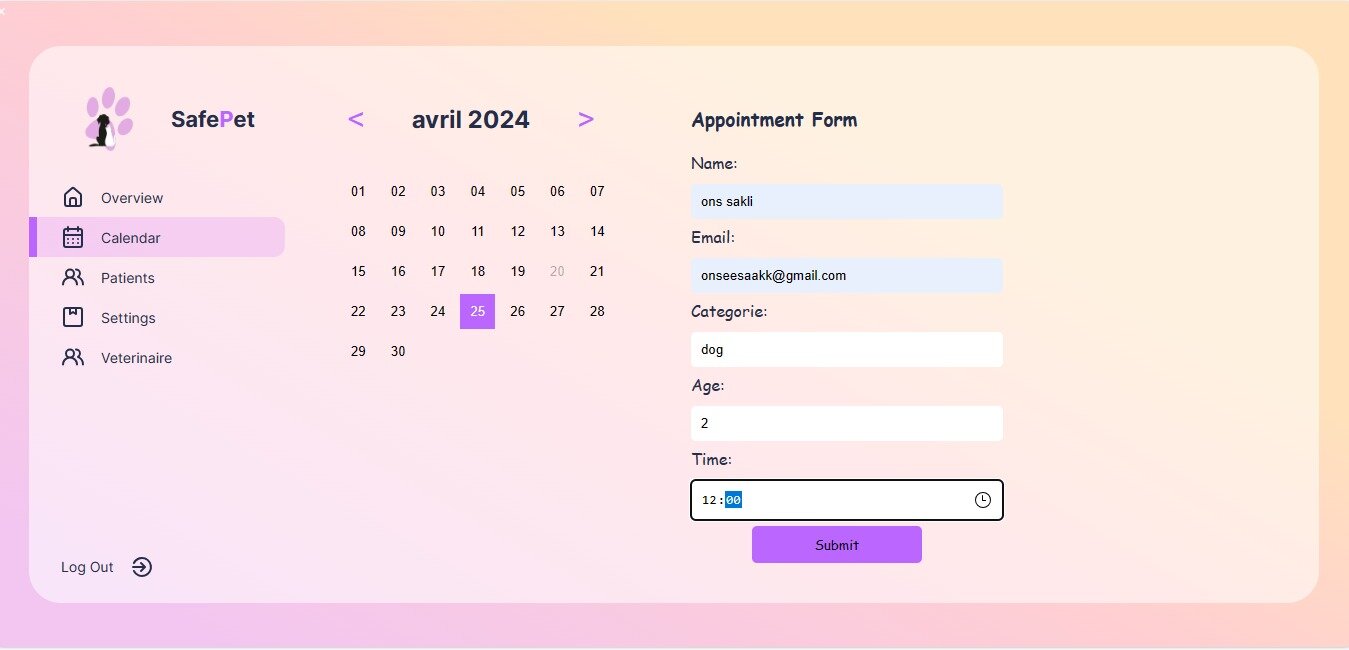 SafePet
Overview
Calendar
Patients
Settings
Veterinaire
Log Out
< avril 2024 >
01 02 03 04 05 06 07
08 09 10 11 12 13 14
15 16 17 18 19 20 21
22 23 24 25 26 27 28
29 30
Appointment Form
Name:
ons sakli
Email:
onseesaakk@gmail.com
Categorie:
dog
Age:
2
Time:
12:00
Submit